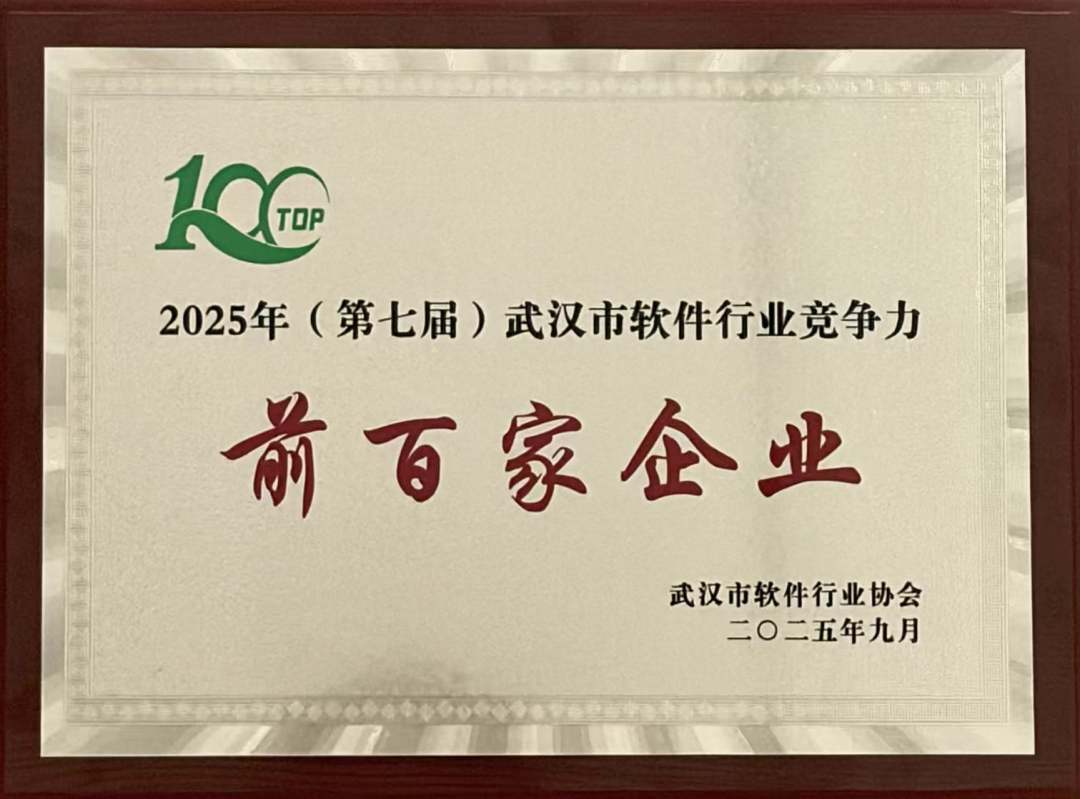 100 TOP
2025年（第七届）武汉市软件行业竞争力
前百家企业
武汉市软件行业协会
二〇二五年九月